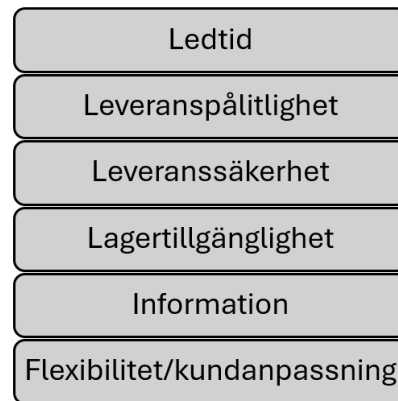 Ledtid
Leveranspålitlighet
Leveranssäkerhet
Lagertillgänglighet
Information
Flexibilitet/kundanpassning